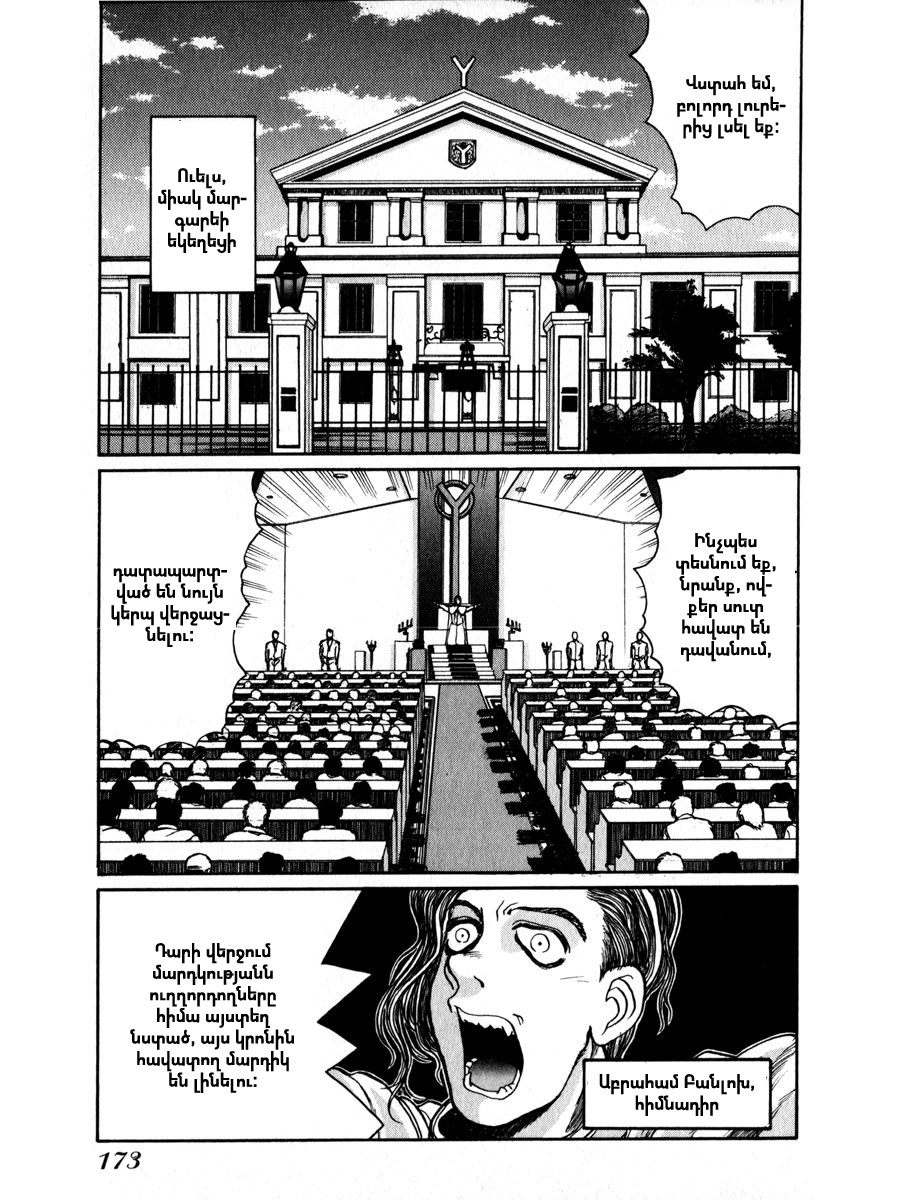 Վստահ եմ,
բոլորդ լուրե-
րից լսել եք:
Ուելս,
միակ մար-
գարեի
եկեղեցի
Ինչպես
տեսնում եք,
նրանք, ով-
քեր սուտ
հավատ են
դավանում,
դատապարտ-
ված են նույն
կերպ վերջաց-
նելու:
Դարի վերջում
մարդկությանն
ուղղորդողները
հիմա այստեղ
նստած, այս կրոնին
հավատող մարդիկ
են լինելու:
Աբրահամ Բանլոխ,
հիմնադիր
173